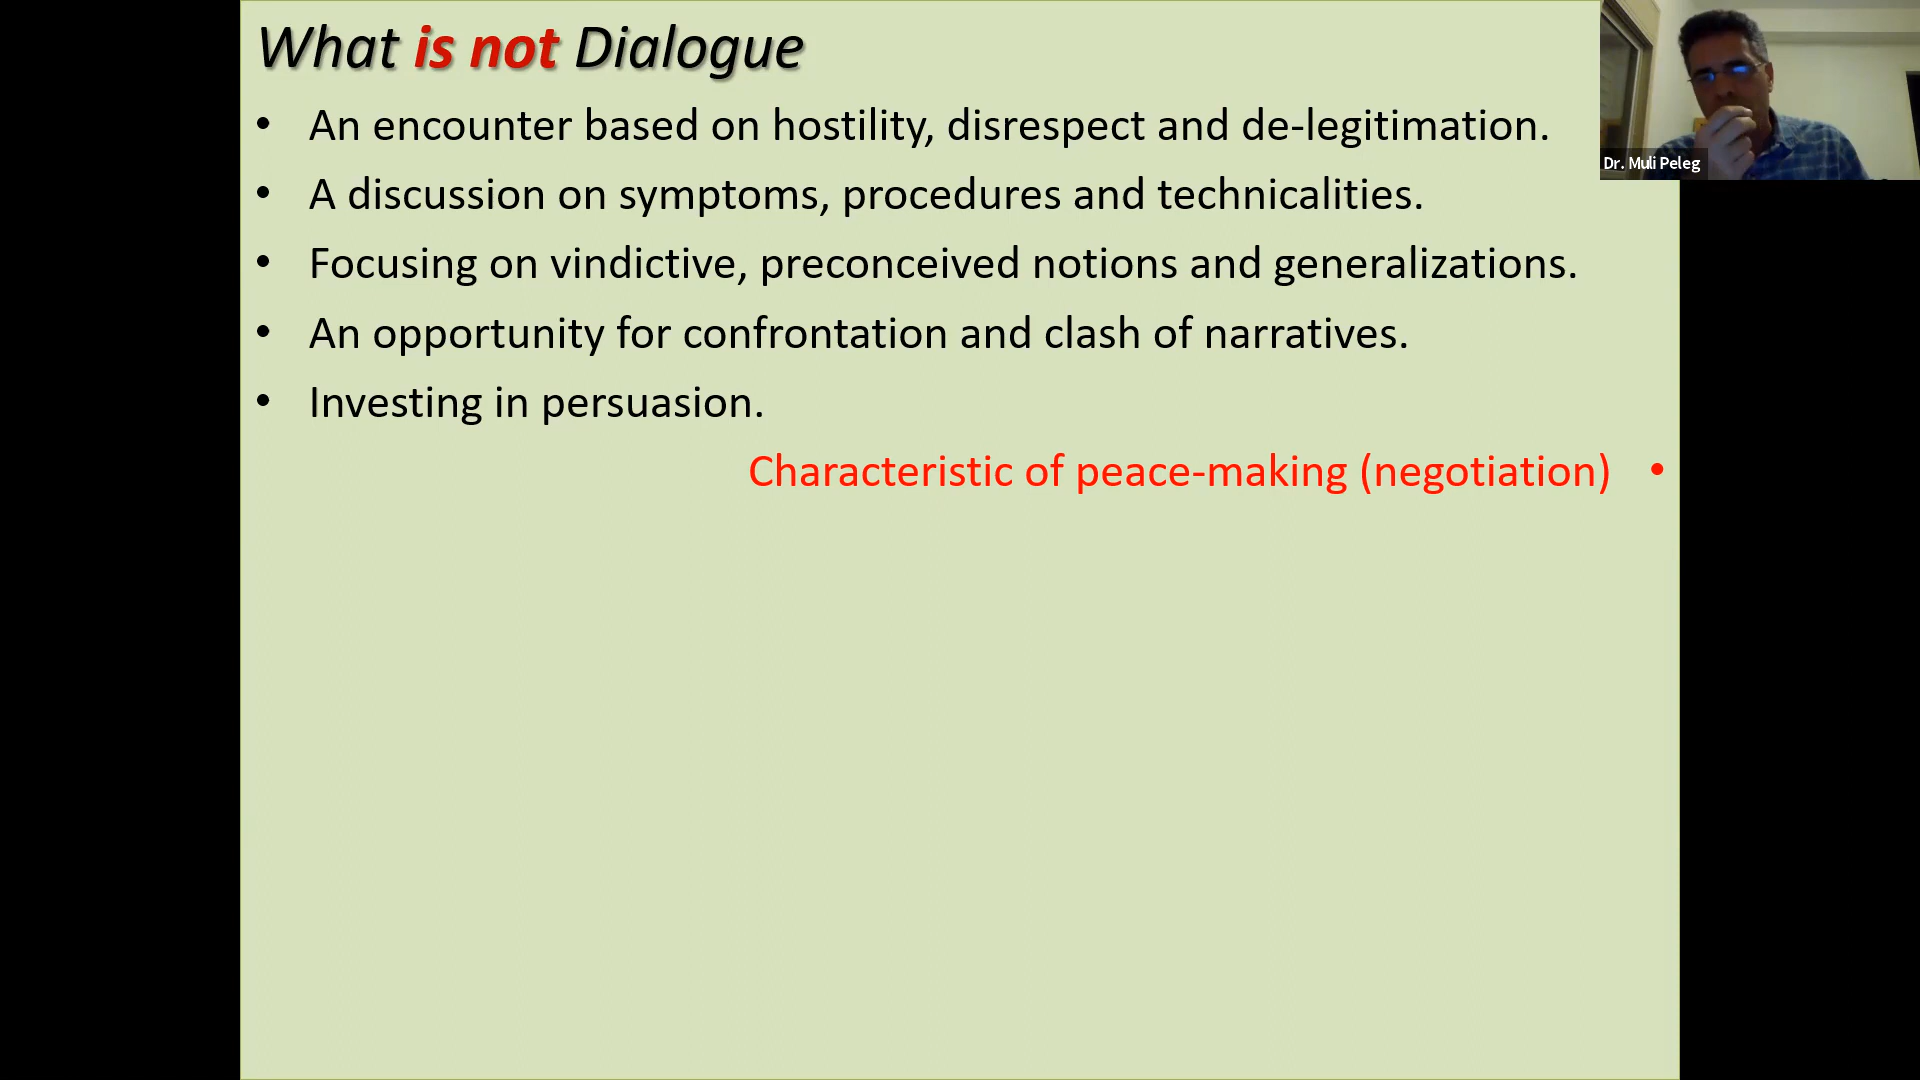 What is not Dialogue
• An encounter based on hostility, disrespect and de-legitimation.
• A discussion on symptoms, procedures and technicalities.
• Focusing on vindictive, preconceived notions and generalizations.
• An opportunity for confrontation and clash of narratives.
• Investing in persuasion.
Characteristic of peace-making (negotiation) •
Dr. Muli Peleg